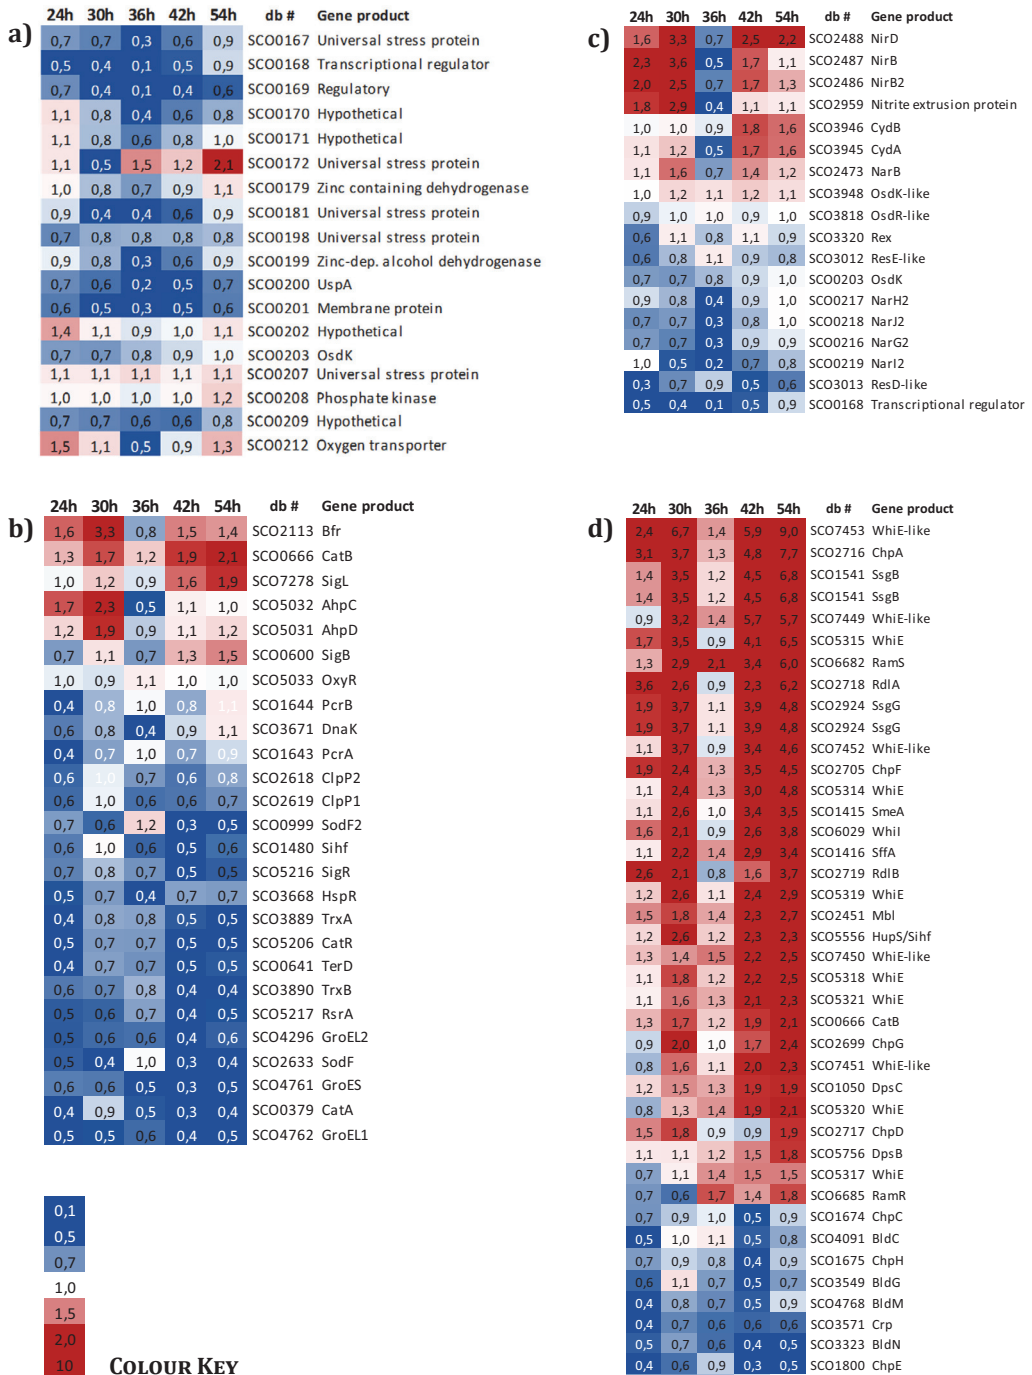 a)
24h 30h 36h 42h 54h db # Gene product
0,7 0,7 0,3 0,6 0,9 SCO0167 Universal stress protein
0,5 0,4 0,1 0,5 0,9 SCO0168 Transcriptional regulator
0,7 0,4 0,1 0,4 0,6 SCO0169 Regulatory
1,1 0,8 0,4 0,6 0,8 SCO0170 Hypothetical
1,1 0,8 0,6 0,8 1,0 SCO0171 Hypothetical
1,1 0,5 1,5 1,2 2,1 SCO0172 Universal stress protein
1,0 0,8 0,7 0,9 1,1 SCO0179 Zinc containing dehydrogenase
0,9 0,4 0,4 0,6 0,9 SCO0181 Universal stress protein
0,7 0,8 0,8 0,8 0,8 SCO0198 Universal stress protein
0,9 0,8 0,3 0,6 0,9 SCO0199 Zinc-dep. alcohol dehydrogenase
0,7 0,6 0,2 0,5 0,7 SCO0200 UspA
0,6 0,5 0,3 0,5 0,6 SCO0201 Membrane protein
1,4 1,1 0,9 1,0 1,1 SCO0202 Hypothetical
0,7 0,7 0,8 0,9 1,0 SCO0203 OsdK
1,1 1,1 1,1 1,1 1,1 SCO0207 Universal stress protein
1,0 1,0 1,0 1,0 1,2 SCO0208 Phosphate kinase
0,7 0,7 0,6 0,6 0,8 SCO0209 Hypothetical
1,5 1,1 0,5 0,9 1,3 SCO0212 Oxygen transporter
b)
24h 30h 36h 42h 54h db # Gene product
1,6 3,3 0,8 1,5 1,4 SCO2113 Bfr
1,3 1,7 1,2 1,9 2,1 SCO0666 CatB
1,0 1,2 0,9 1,6 1,9 SCO7278 SigL
1,7 2,3 0,5 1,1 1,0 SCO5032 AhpC
1,2 1,9 0,9 1,1 1,2 SCO5031 AhpD
0,7 1,1 0,7 1,3 1,5 SCO0600 SigB
1,0 0,9 1,1 1,0 1,0 SCO5033 OxyR
0,4 0,8 1,0 0,8 1,1 SCO1644 PcrB
0,6 0,8 0,4 0,9 1,1 SCO3671 DnaK
0,4 0,7 1,0 0,7 0,9 SCO1643 PcrA
0,6 1,0 0,7 0,6 0,8 SCO2618 ClpP2
0,6 1,0 0,6 0,6 0,7 SCO2619 ClpP1
0,7 0,6 1,2 0,3 0,5 SCO0999 SodF2
0,6 1,0 0,6 0,5 0,6 SCO1480 Sihf
0,7 0,8 0,7 0,5 0,5 SCO5216 SigR
0,5 0,7 0,4 0,7 0,7 SCO3668 HspR
0,4 0,8 0,8 0,5 0,5 SCO3889 TrxA
0,5 0,7 0,7 0,5 0,5 SCO5206 CatR
0,4 0,7 0,7 0,5 0,5 SCO0641 TerD
0,6 0,7 0,8 0,4 0,4 SCO3890 TrxB
0,5 0,6 0,7 0,4 0,5 SCO5217 RsrA
0,5 0,6 0,6 0,4 0,6 SCO4296 GroEL2
0,5 0,4 1,0 0,3 0,4 SCO2633 SodF
0,6 0,6 0,5 0,3 0,5 SCO4761 GroES
0,4 0,9 0,5 0,3 0,4 SCO0379 CatA
0,5 0,5 0,6 0,4 0,5 SCO4762 GroEL1
0,1
0,5
0,7
1,0
1,5
2,0
10
COLOUR KEY
c)
24h 30h 36h 42h 54h db # Gene product
1,6 3,3 0,7 2,5 2,2 SCO2488 NirD
2,3 3,6 0,5 1,7 1,1 SCO2487 NirB
2,0 2,5 0,7 1,7 1,3 SCO2486 NirB2
1,8 2,9 0,4 1,1 1,1 SCO2959 Nitrite extrusion protein
1,0 1,0 0,9 1,8 1,6 SCO3946 CydB
1,1 1,2 0,5 1,7 1,6 SCO3945 CydA
1,1 1,6 0,7 1,4 1,2 SCO2473 NarB
1,0 1,2 1,1 1,2 1,1 SCO3948 OsdK-like
0,9 1,0 1,0 0,9 1,0 SCO3818 OsdR-like
0,6 1,1 0,8 1,1 0,9 SCO3320 Rex
0,6 0,8 1,1 0,9 0,8 SCO3012 ResE-like
0,7 0,7 0,8 0,9 1,0 SCO0203 OsdK
0,9 0,8 0,4 0,9 1,0 SCO0217 NarH2
0,7 0,7 0,3 0,8 1,0 SCO0218 NarJ2
0,7 0,7 0,3 0,9 0,9 SCO0216 NarG2
1,0 0,5 0,2 0,7 0,8 SCO0219 NarI2
0,3 0,7 0,9 0,5 0,6 SCO3013 ResD-like
0,5 0,4 0,1 0,5 0,9 SCO0168 Transcriptional regulator
d)
24h 30h 36h 42h 54h db # Gene product
2,4 6,7 1,4 5,9 9,0 SCO7453 WhiE-like
3,1 3,7 1,3 4,8 7,7 SCO2716 ChpA
1,4 3,5 1,2 4,5 6,8 SCO1541 SsgB
1,4 3,5 1,2 4,5 6,8 SCO1541 SsgB
0,9 3,2 1,4 5,7 5,7 SCO7449 WhiE-like
1,7 3,5 0,9 4,1 6,5 SCO5315 WhiE
1,3 2,9 2,1 3,4 6,0 SCO6682 RamS
3,6 2,6 0,9 2,3 6,2 SCO2718 RdlA
1,9 3,7 1,1 3,9 4,8 SCO2924 SsgG
1,9 3,7 1,1 3,9 4,8 SCO2924 SsgG
1,1 3,7 0,9 3,4 4,6 SCO7452 WhiE-like
1,9 2,4 1,3 3,5 4,5 SCO2705 ChpF
1,1 2,4 1,3 3,0 4,8 SCO5314 WhiE
1,1 2,6 1,0 3,4 3,5 SCO1415 SmeA
1,6 2,1 0,9 2,6 3,8 SCO6029 WhiI
1,1 2,2 1,4 2,9 3,4 SCO1416 SffA
2,6 2,1 0,8 1,6 3,7 SCO2719 RdlB
1,2 2,6 1,1 2,4 2,9 SCO5319 WhiE
1,5 1,8 1,4 2,3 2,7 SCO2451 Mbl
1,2 2,6 1,2 2,3 2,3 SCO5556 HupS/Sihf
1,3 1,4 1,5 2,2 2,5 SCO7450 WhiE-like
1,1 1,8 1,2 2,2 2,5 SCO5318 WhiE
1,1 1,6 1,3 2,1 2,3 SCO5321 WhiE
1,3 1,7 1,2 1,9 2,1 SCO0666 CatB
0,9 2,0 1,0 1,7 2,4 SCO2699 ChpG
0,8 1,6 1,1 2,0 2,3 SCO7451 WhiE-like
1,2 1,5 1,3 1,9 1,9 SCO1050 DpsC
0,8 1,3 1,4 1,9 2,1 SCO5320 WhiE
1,5 1,8 0,9 0,9 1,9 SCO2717 ChpD
1,1 1,1 1,2 1,5 1,8 SCO5756 DpsB
0,7 1,1 1,4 1,5 1,5 SCO5317 WhiE
0,7 0,6 1,7 1,4 1,8 SCO6685 RamR
0,7 0,9 1,0 0,5 0,9 SCO1674 ChpC
0,5 1,0 1,1 0,5 0,8 SCO4091 BldC
0,7 0,9 0,8 0,4 0,9 SCO1675 ChpH
0,6 1,1 0,7 0,5 0,7 SCO3549 BldG
0,4 0,8 0,7 0,5 0,9 SCO4768 BldM
0,4 0,7 0,6 0,6 0,6 SCO3571 Crp
0,5 0,7 0,6 0,4 0,5 SCO3323 BldN
0,4 0,6 0,9 0,3 0,5 SCO1800 ChpE